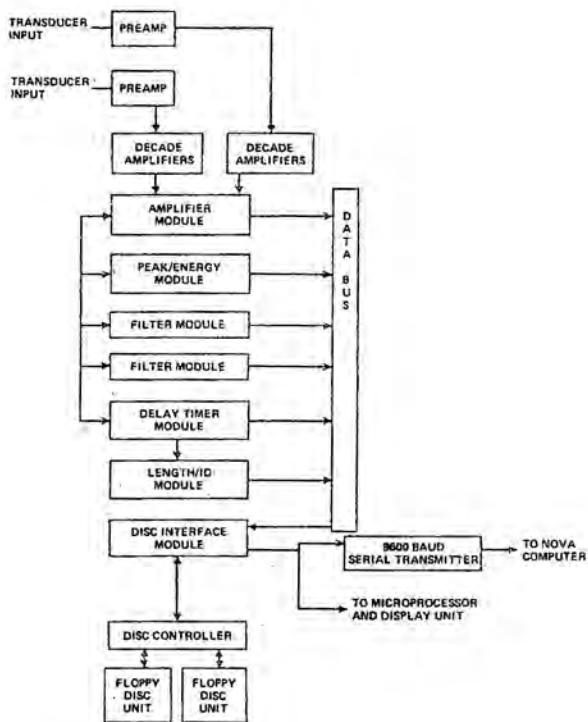 TRANSDUCER
INPUT
PREAMP
TRANSDUCER
INPUT
PREAMP
DECADE
AMPLIFIERS
DECADE
AMPLIFIERS
AMPLIFIER
MODULE
DATA BUS
PEAK/ENERGY
MODULE
FILTER MODULE
FILTER MODULE
DELAY TIMER
MODULE
LENGTH/ID
MODULE
DISC INTERFACE
MODULE
9600 BAUD
SERIAL TRANSMITTER
TO NOVA
COMPUTER
TO MICROPROCESSOR
AND DISPLAY UNIT
DISC CONTROLLER
FLOPPY
DISC
UNIT
FLOPPY
DISC
UNIT